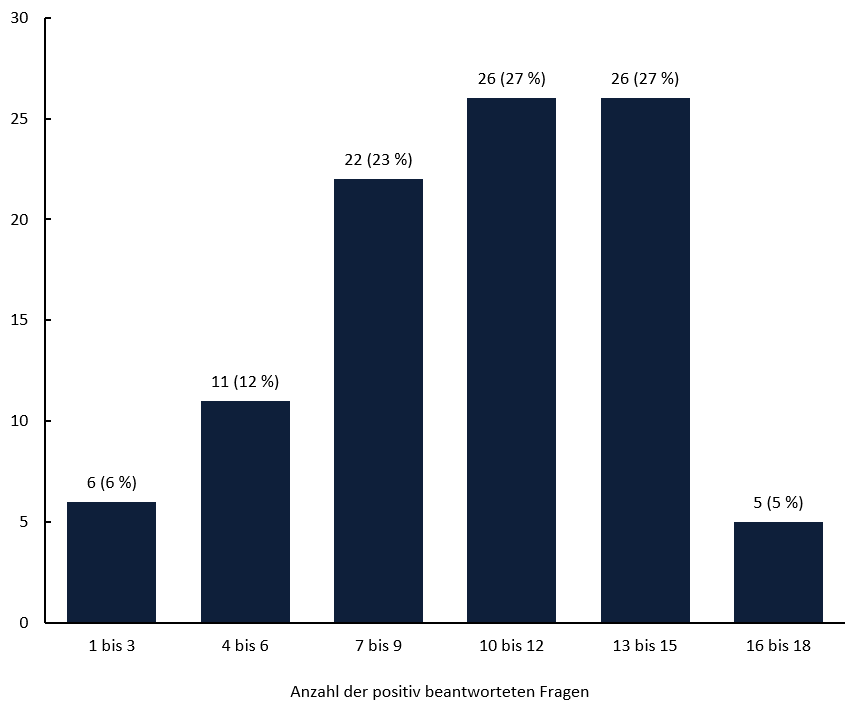 30
26 (27 %)
26 (27 %)
25
22 (23 %)
20
15
11 (12 %)
10
6 (6 %)
5 (5 %)
5
0
1 bis 3
4 bis 6
7 bis 9
10 bis 12
13 bis 15
16 bis 18
Anzahl der positiv beantworteten Fragen